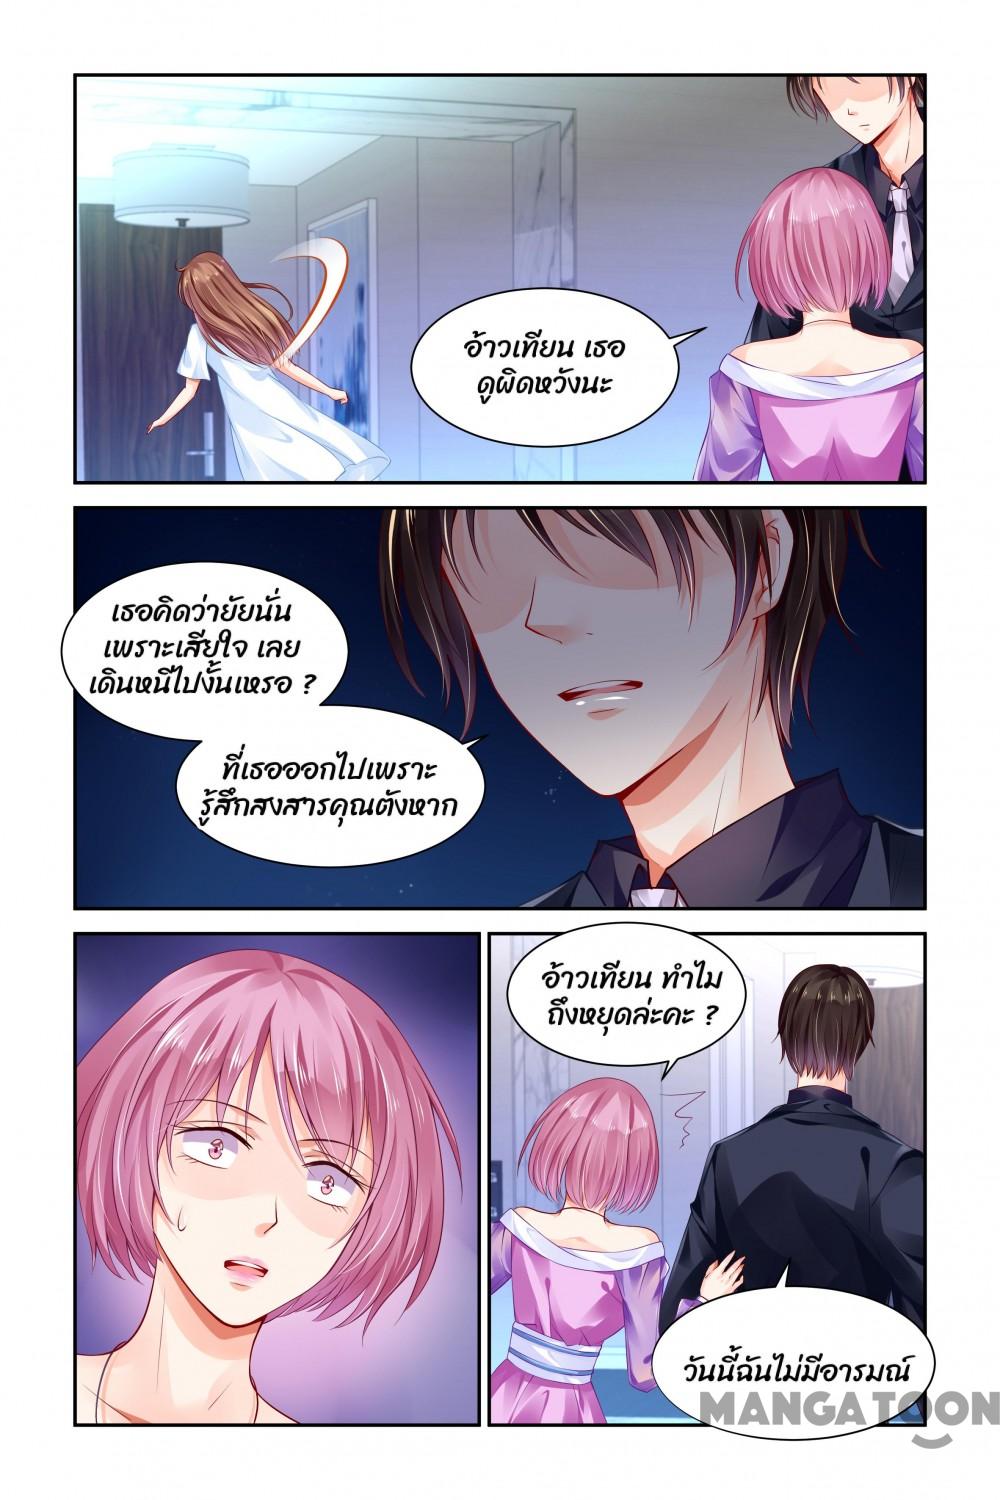 อ้าวเทียน เธอ
ดูผิดหวังนะ
เธอคิดว่ายัยนั่น
เพราะเสียใจ เลย
เดินหนีไปงั้นเหรอ ?
ที่เธอออกไปเพราะ
รู้สึกสงสารคุณตังหาก
อ้าวเทียน ทำไม
ถึงหยุดล่ะคะ ?
วันนี้ฉันไม่มีอารมณ์
MANGATOON